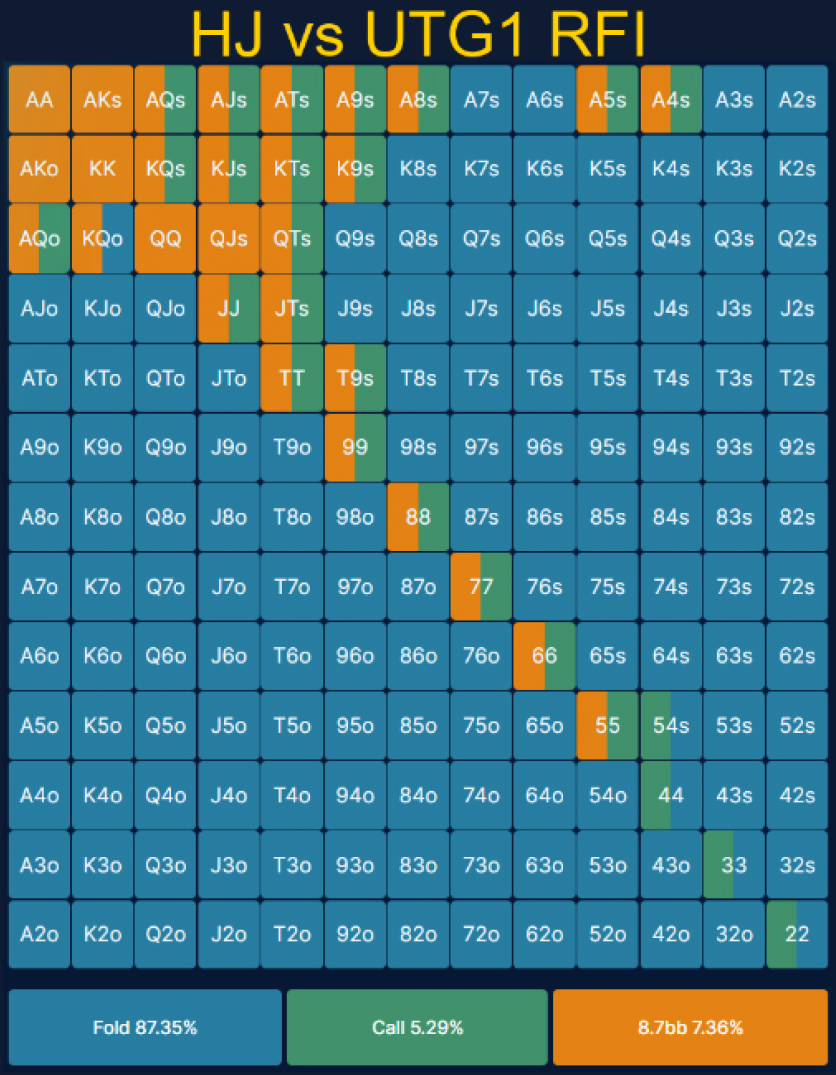 HJ vs UTG1 RFI
AA AKs AQs AJs ATs A9s A8s A7s A6s A5s A4s A3s A2s
AKo KK KQs KJs KTs K9s K8s K7s K6s K5s K4s K3s K2s
AQo KQo QQ QJs QTs Q9s Q8s Q7s Q6s Q5s Q4s Q3s Q2s
AJo KJo QJo JJ JTs J9s J8s J7s J6s J5s J4s J3s J2s
ATo KTo QTo JTo TT T9s T8s T7s T6s T5s T4s T3s T2s
A9o K9o Q9o J9o T9o 99 98s 97s 96s 95s 94s 93s 92s
A8o K8o Q8o J8o T8o 98o 88 87s 86s 85s 84s 83s 82s
A7o K7o Q7o J7o T7o 97o 87o 77 76s 75s 74s 73s 72s
A6o K6o Q6o J6o T6o 96o 86o 76o 66 65s 64s 63s 62s
A5o K5o Q5o J5o T5o 95o 85o 75o 65o 55 54s 53s 52s
A4o K4o Q4o J4o T4o 94o 84o 74o 64o 54o 44 43s 42s
A3o K3o Q3o J3o T3o 93o 83o 73o 63o 53o 43o 33 32s
A2o K2o Q2o J2o T2o 92o 82o 72o 62o 52o 42o 32o 22
Fold 87.35% Call 5.29% 8.7bb 7.36%